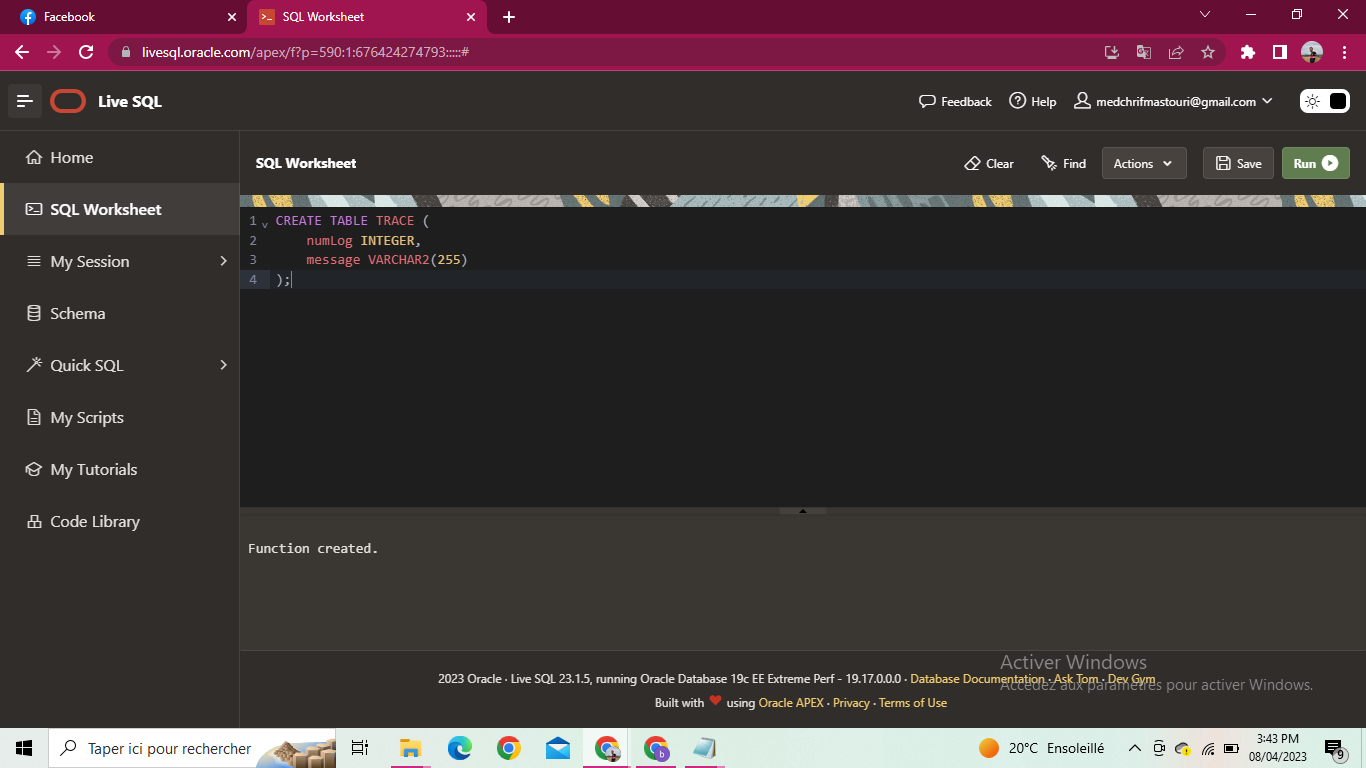 Facebook
SQL Worksheet
livesql.oracle.com/apex/f?p=590:1:676424274793:::::#
Live SQL
Feedback
Help
medchrifmastouri@gmail.com
Home
SQL Worksheet
My Session
Schema
Quick SQL
My Scripts
My Tutorials
Code Library
SQL Worksheet
Clear
Find
Actions
Save
Run
1 CREATE TABLE TRACE (
2 numLog INTEGER,
3 message VARCHAR2(255)
4 );
Function created.
2023 Oracle · Live SQL 23.1.5, running Oracle Database 19c EE Extreme Perf - 19.17.0.0.0 · Database Documentation · Ask Tom · Dev Gym
Built with ❤ using Oracle APEX · Privacy · Terms of Use
Activer Windows
Accédez aux paramètres pour activer Windows.
Taper ici pour rechercher
b
20°C Ensoleillé
3:43 PM
08/04/2023
9